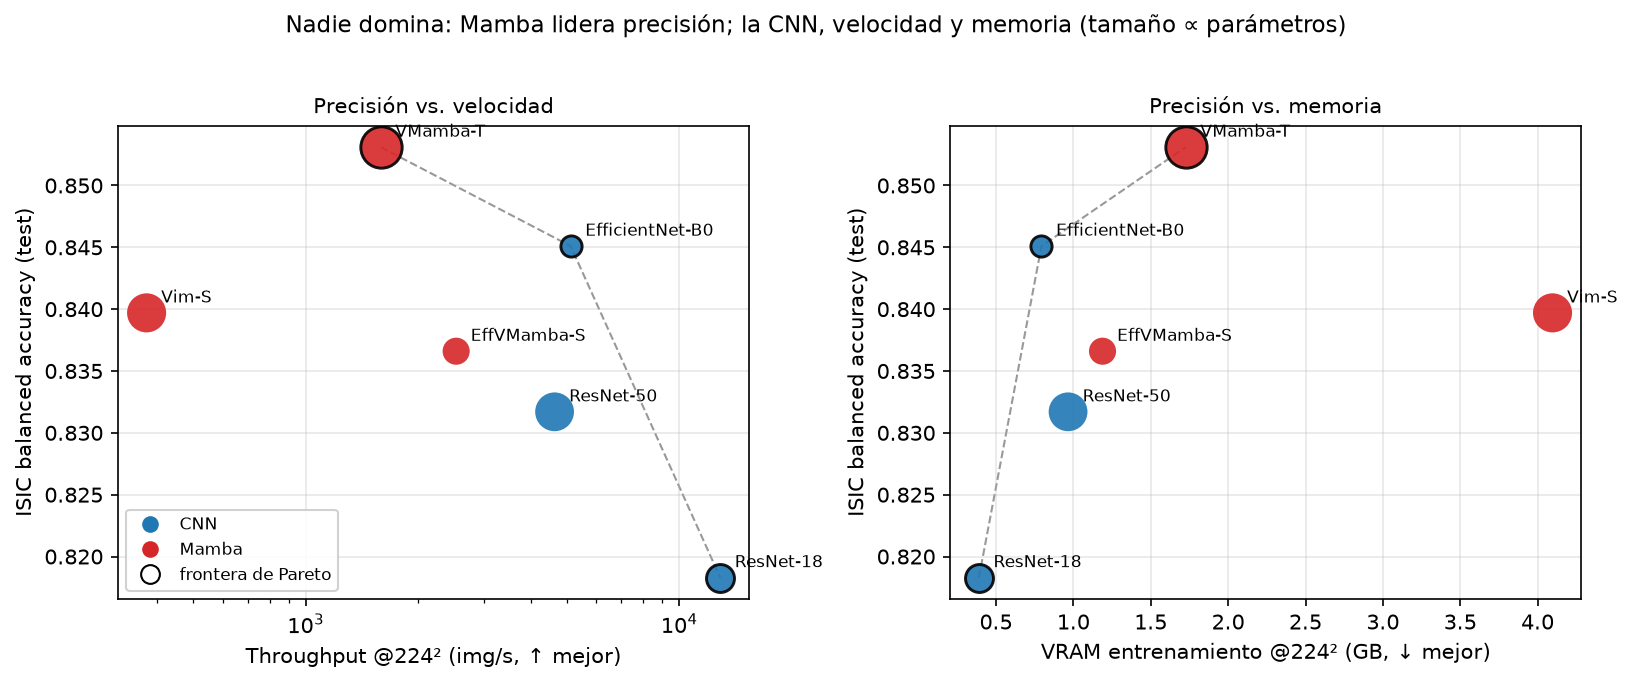 Nadie domina: Mamba lidera precisión; la CNN, velocidad y memoria (tamaño ∝ parámetros)
Precisión vs. velocidad
ISIC balanced accuracy (test)
0.850
0.845
0.840
0.835
0.830
0.825
0.820
VMamba-T
EfficientNet-B0
Vim-S
EffVMamba-S
ResNet-50
ResNet-18
CNN
Mamba
frontera de Pareto
10³
10⁴
Throughput @224² (img/s, ↑ mejor)
Precisión vs. memoria
ISIC balanced accuracy (test)
0.850
0.845
0.840
0.835
0.830
0.825
0.820
VMamba-T
EfficientNet-B0
Vim-S
EffVMamba-S
ResNet-50
ResNet-18
0.5 1.0 1.5 2.0 2.5 3.0 3.5 4.0
VRAM entrenamiento @224² (GB, ↓ mejor)